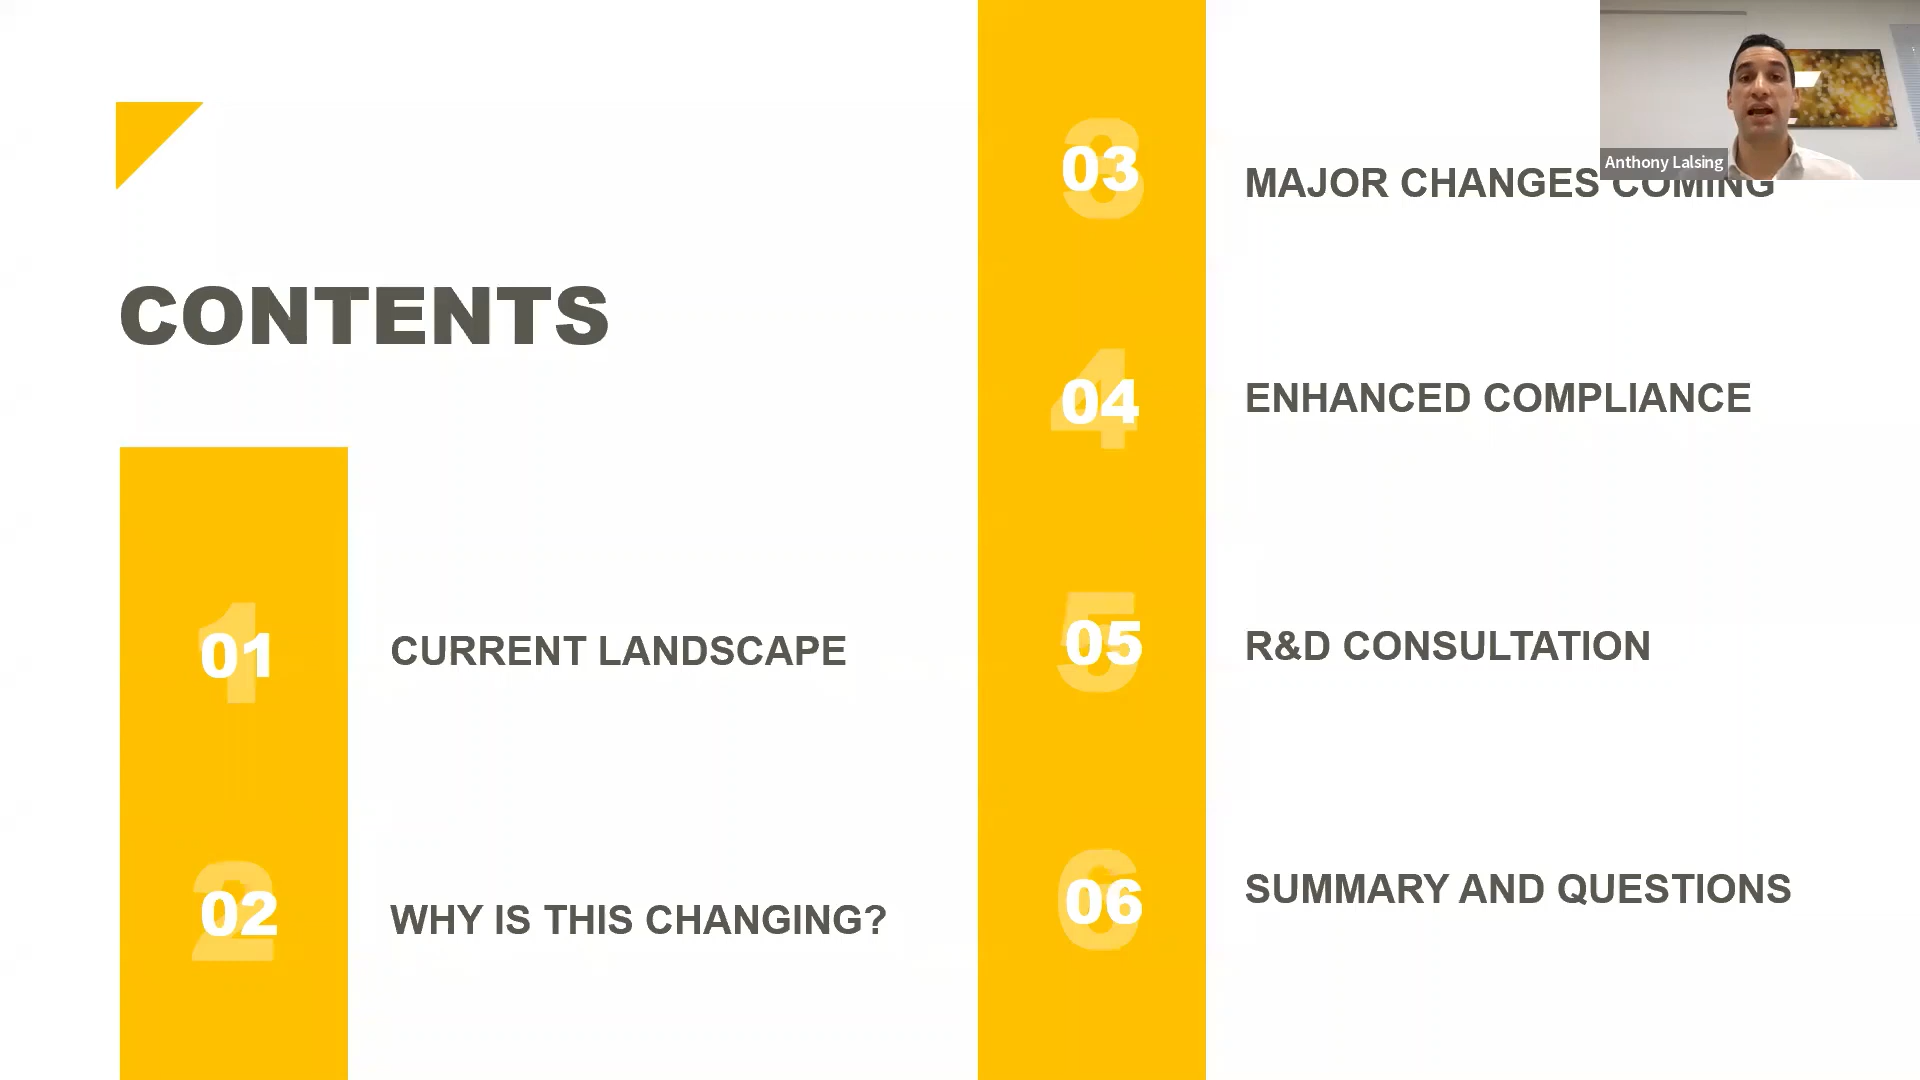 CONTENTS
01
CURRENT LANDSCAPE
02
WHY IS THIS CHANGING?
03
MAJOR CHANGES COMING
04
ENHANCED COMPLIANCE
05
R&D CONSULTATION
06
SUMMARY AND QUESTIONS
Anthony Lalsing